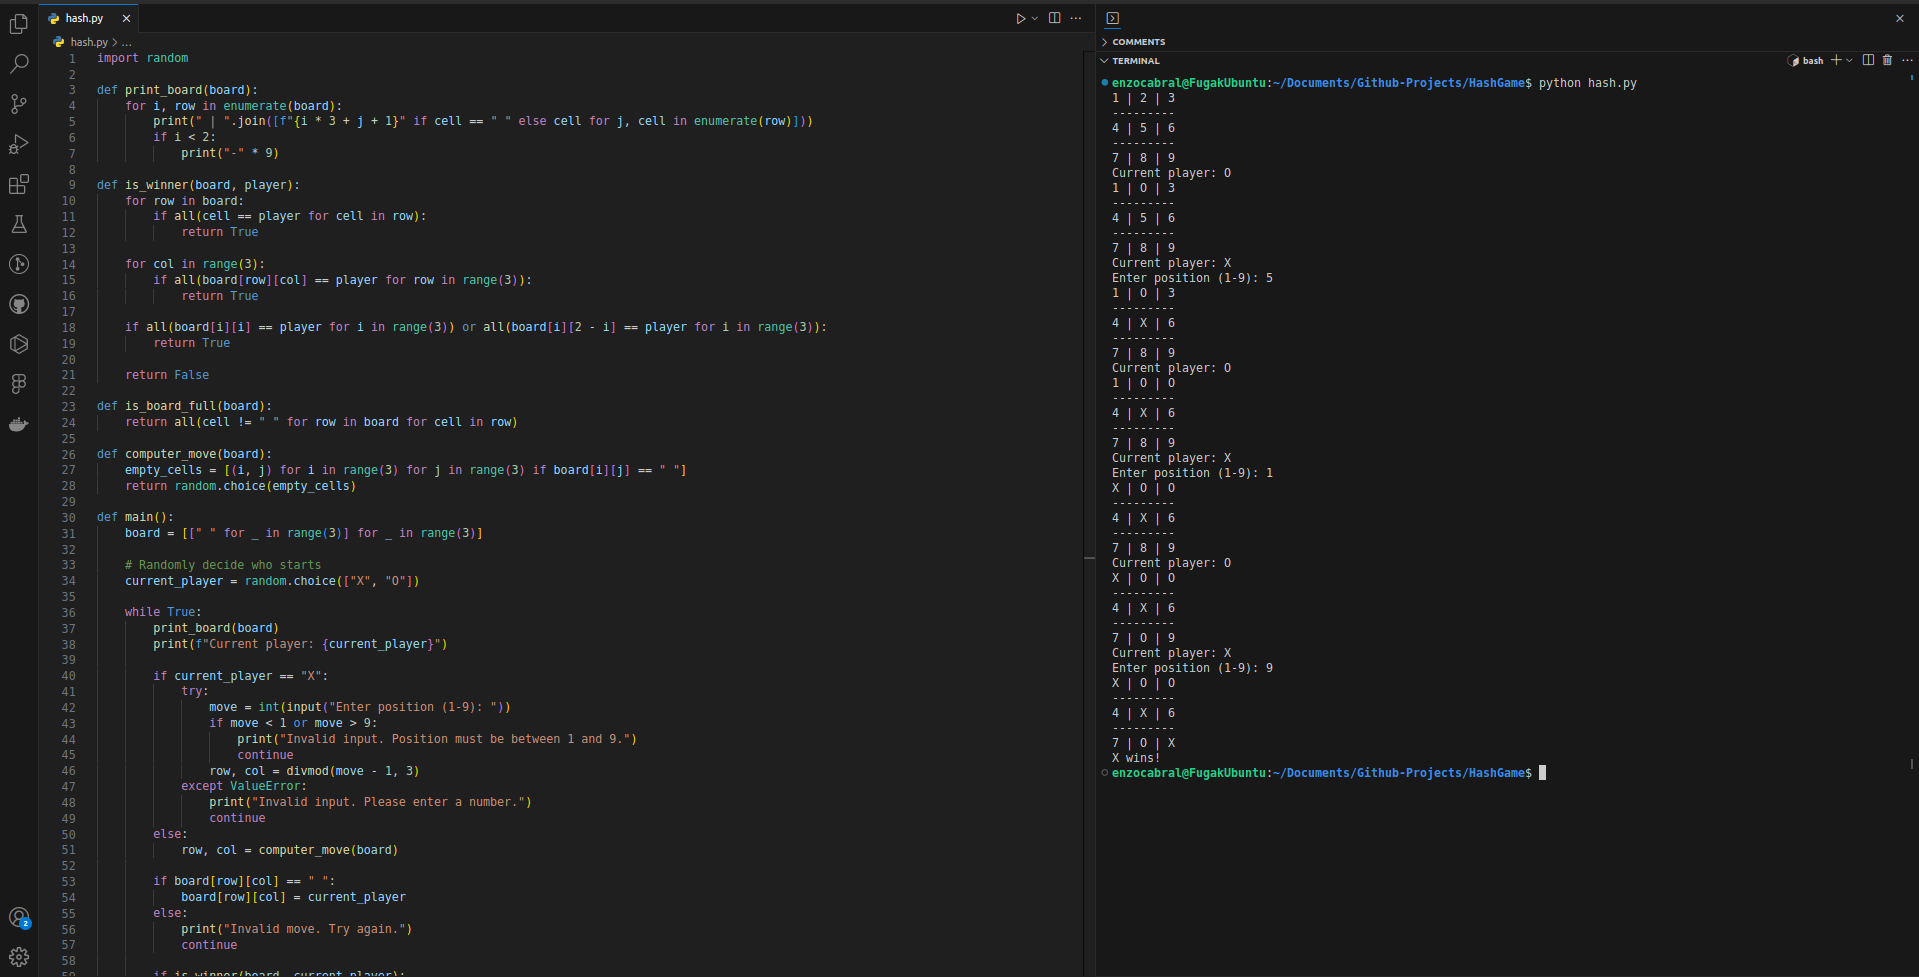 hash.py
hash.py > ...
1 import random
2
3 def print_board(board):
4     for i, row in enumerate(board):
5         print(" | ".join([f"{i * 3 + j + 1}" if cell == " " else cell for j, cell in enumerate(row)]))
6         if i < 2:
7             print("-" * 9)
8
9 def is_winner(board, player):
10     for row in board:
11         if all(cell == player for cell in row):
12             return True
13
14     for col in range(3):
15         if all(board[row][col] == player for row in range(3)):
16             return True
17
18     if all(board[i][i] == player for i in range(3)) or all(board[i][2 - i] == player for i in range(3)):
19         return True
20
21     return False
22
23 def is_board_full(board):
24     return all(cell != " " for row in board for cell in row)
25
26 def computer_move(board):
27     empty_cells = [(i, j) for i in range(3) for j in range(3) if board[i][j] == " "]
28     return random.choice(empty_cells)
29
30 def main():
31     board = [[" " for _ in range(3)] for _ in range(3)]
32
33     # Randomly decide who starts
34     current_player = random.choice(["X", "O"])
35
36     while True:
37         print_board(board)
38         print(f"Current player: {current_player}")
39
40         if current_player == "X":
41             try:
42                 move = int(input("Enter position (1-9): "))
43                 if move < 1 or move > 9:
44                     print("Invalid input. Position must be between 1 and 9.")
45                     continue
46                 row, col = divmod(move - 1, 3)
47             except ValueError:
48                 print("Invalid input. Please enter a number.")
49                 continue
50         else:
51             row, col = computer_move(board)
52
53         if board[row][col] == " ":
54             board[row][col] = current_player
55         else:
56             print("Invalid move. Try again.")
57             continue
58
59         if is_winner(board, current_player):
2
COMMENTS
TERMINAL
bash
enzocabral@FugakUbuntu:~/Documents/Github-Projects/HashGame$ python hash.py
1 | 2 | 3
---------
4 | 5 | 6
---------
7 | 8 | 9
Current player: O
1 | O | 3
---------
4 | 5 | 6
---------
7 | 8 | 9
Current player: X
Enter position (1-9): 5
1 | O | 3
---------
4 | X | 6
---------
7 | 8 | 9
Current player: O
1 | O | O
---------
4 | X | 6
---------
7 | 8 | 9
Current player: X
Enter position (1-9): 1
X | O | O
---------
4 | X | 6
---------
7 | 8 | 9
Current player: O
X | O | O
---------
4 | X | 6
---------
7 | O | 9
Current player: X
Enter position (1-9): 9
X | O | O
---------
4 | X | 6
---------
7 | O | X
X wins!
enzocabral@FugakUbuntu:~/Documents/Github-Projects/HashGame$